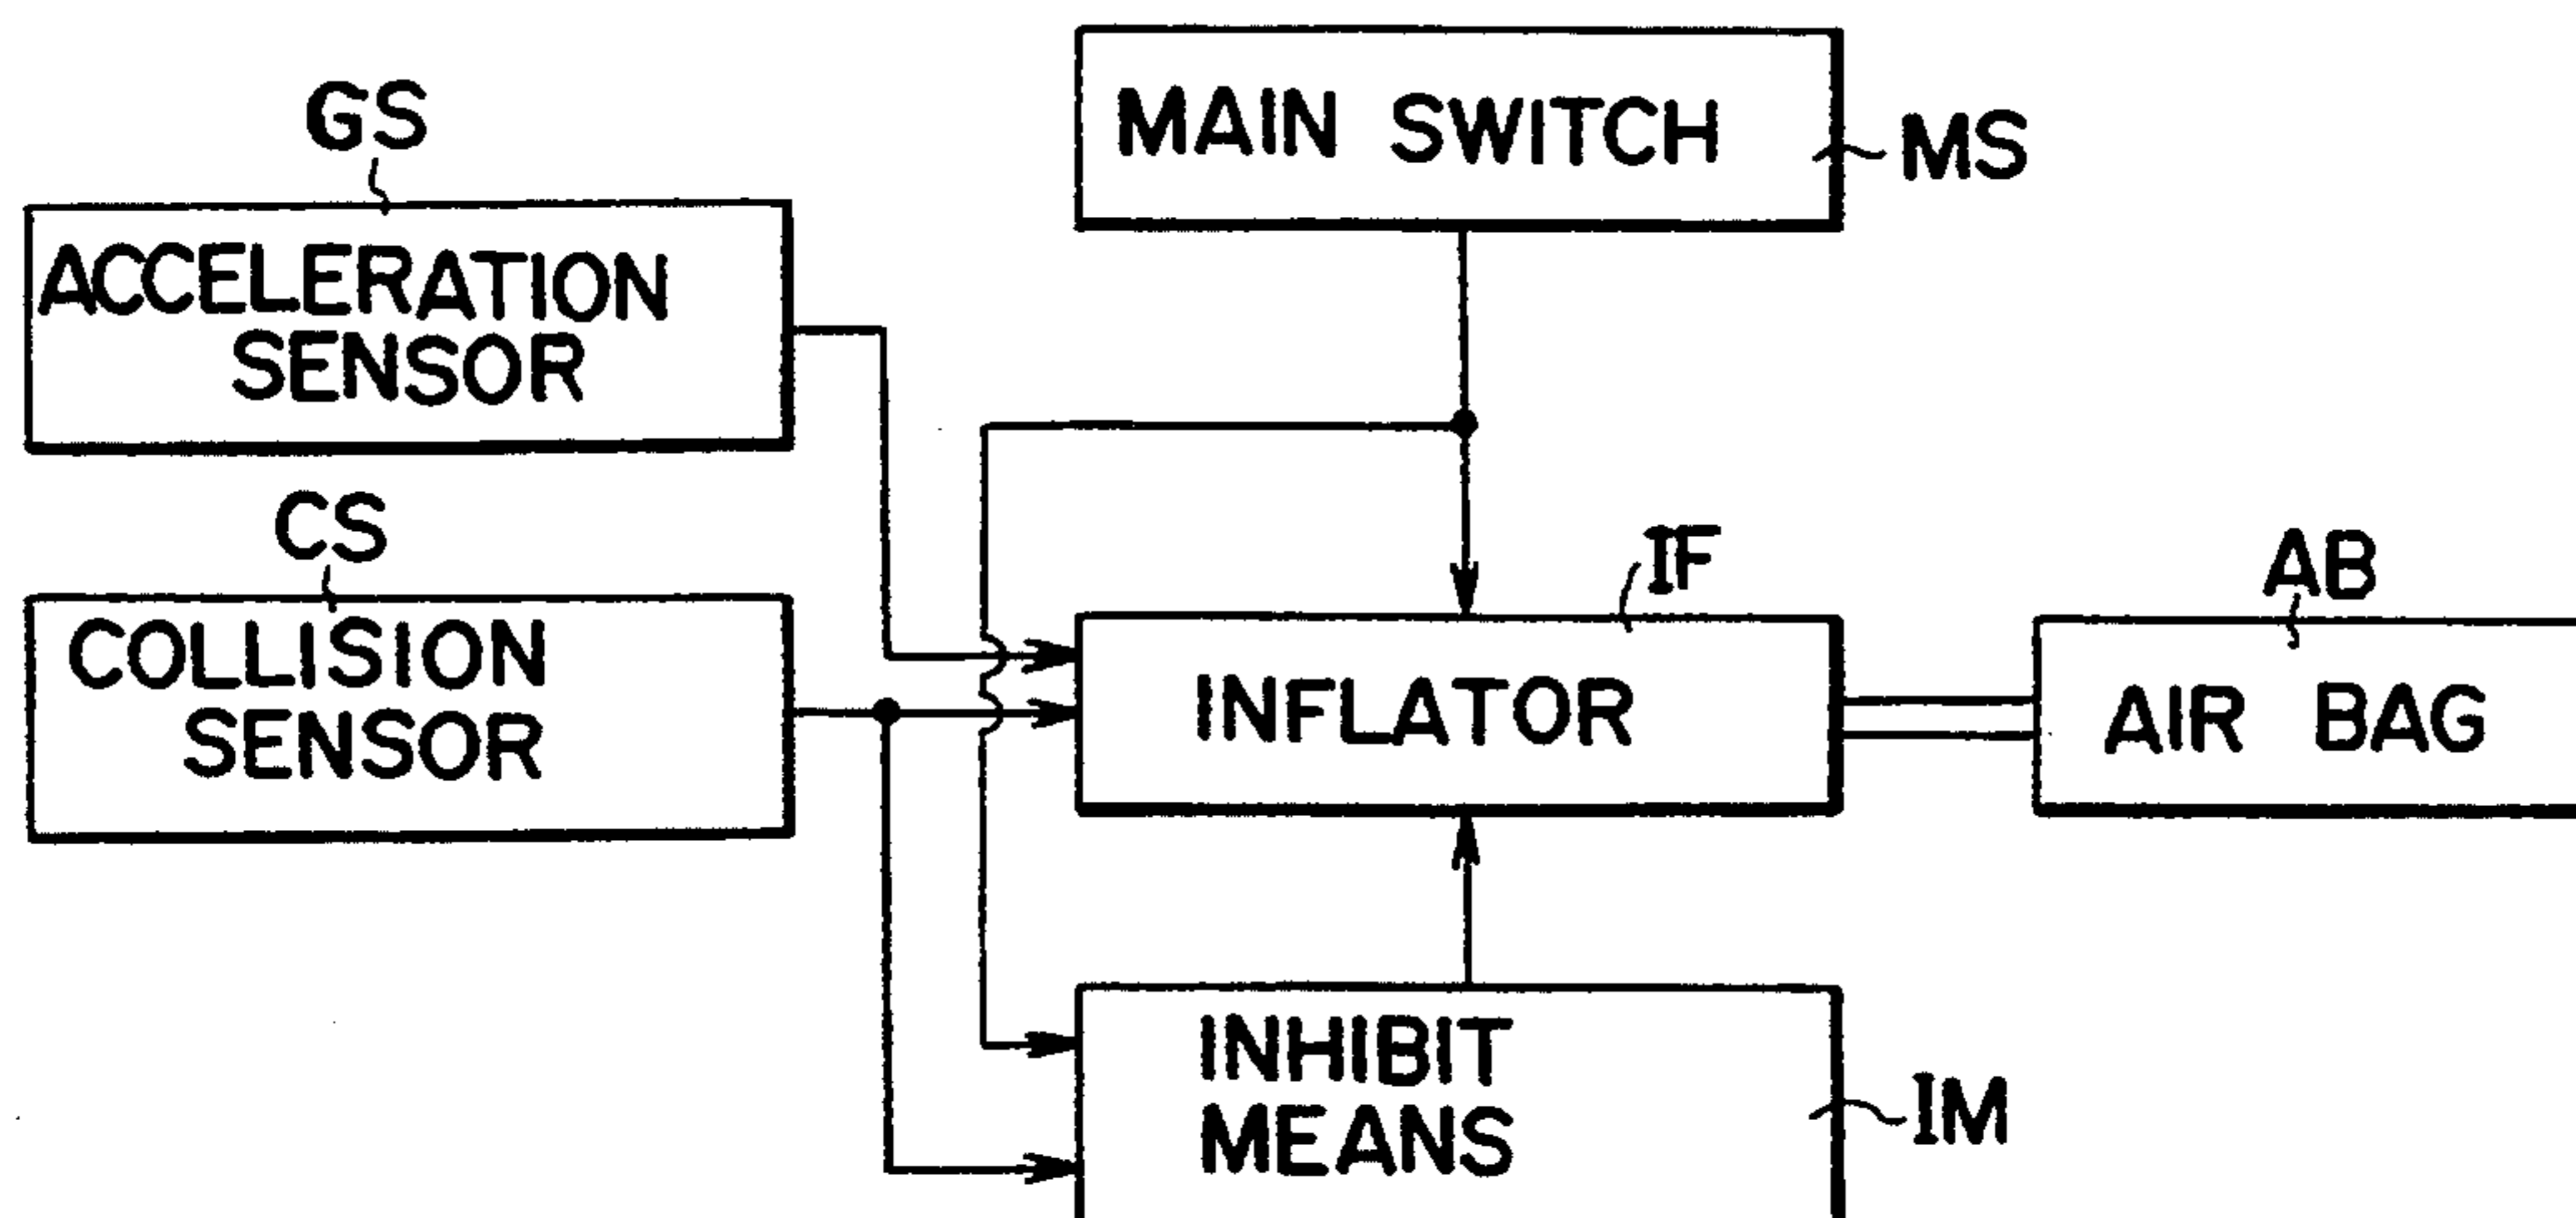 MAIN SWITCH
MS
GS
ACCELERATION
SENSOR
CS
COLLISION
SENSOR
IF
INFLATOR
AB
AIR BAG
INHIBIT
MEANS
IM